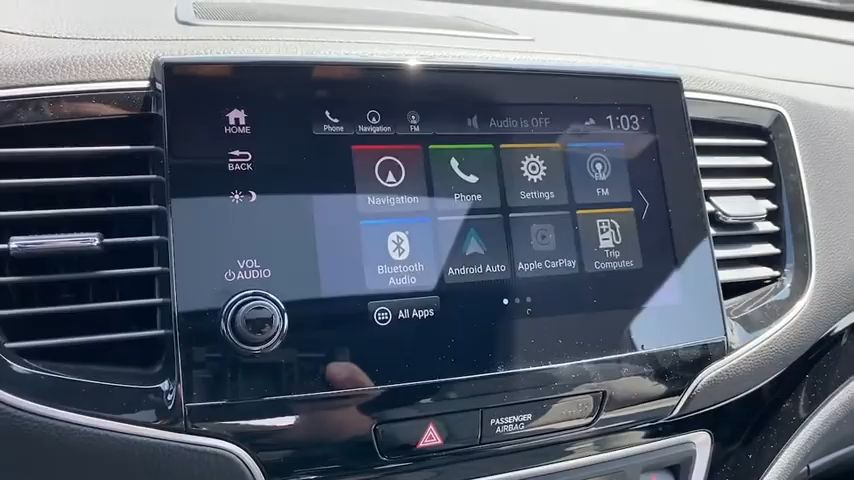 HOME
BACK
VOL
AUDIO
Phone
Navigation
FM
Audio is OFF
1:03
Navigation
Phone
Settings
FM
FM
Bluetooth
Audio
Android Auto
Apple CarPlay
Trip
Computer
All Apps
PASSENGER
AIRBAG